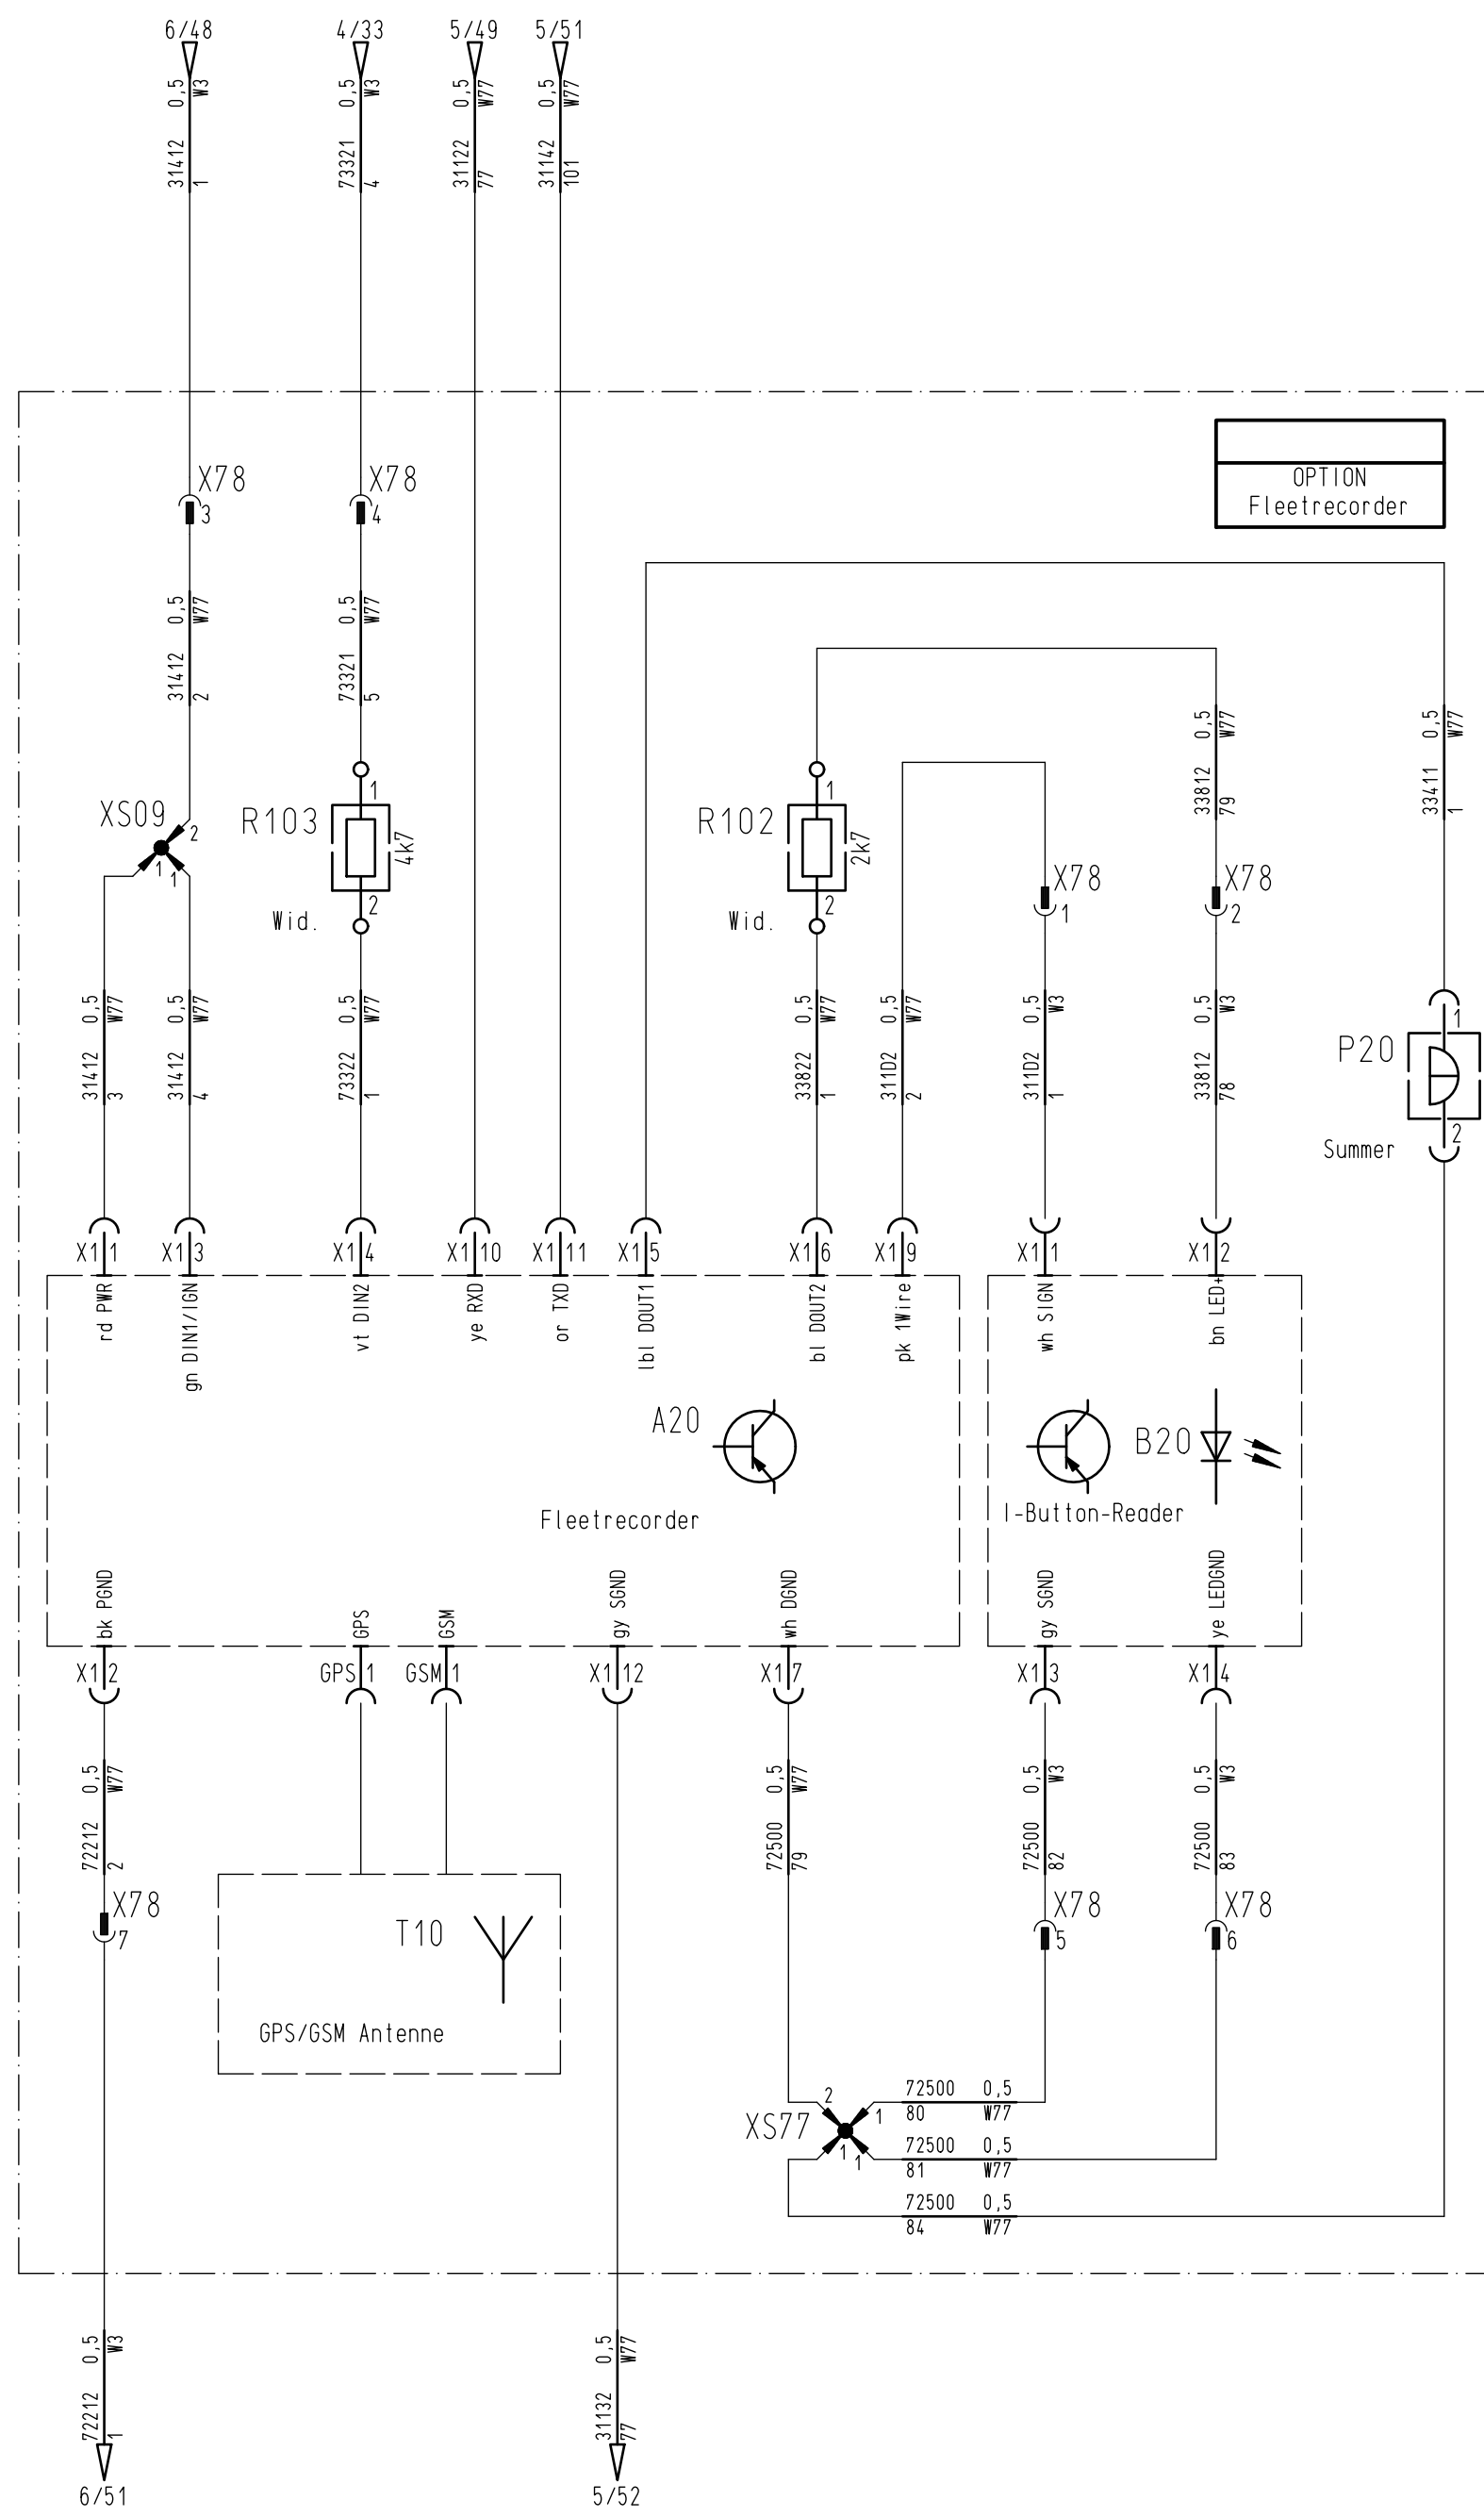 6/48
4/33
5/49
5/51
31412 0,5
1 W3
73321 0,5
4 W3
31122 0,5
77 W77
31142 0,5
101 W77
OPTION
Fleetrecorder
X78
3
X78
4
31412 0,5
2 W77
73321 0,5
5 W77
33812 0,5
79 W77
33411 0,5
1 W77
XS09
2
1
1
R103
1
4k7
2
Wid.
R102
1
2k7
2
Wid.
X78
1
X78
2
31412 0,5
3 W77
31412 0,5
4 W77
73322 0,5
1 W77
33822 0,5
1 W77
311D2 0,5
2 W77
311D2 0,5
1 W3
33812 0,5
78 W3
P20
1
2
Summer
X1 1
X1 3
X1 4
X1 10
X1 11
X1 5
X1 6
X1 9
X1 1
X1 2
rd PWR
gn DIN1/IGN
vt DIN2
ye RXD
or TXD
lbl DOUT1
bl DOUT2
pk 1Wire
wh SIGN
bn LED+
A20
Fleetrecorder
B20
I-Button-Reader
bk PGND
GPS
GSM
gy SGND
wh DGND
gy SGND
ye LEDGND
X1 2
GPS 1
GSM 1
X1 12
X1 7
X1 3
X1 4
72212 0,5
2 W77
72500 0,5
79 W77
72500 0,5
82 W3
72500 0,5
83 W3
X78
7
X78
5
X78
6
T10
GPS/GSM Antenne
XS77
2
1
1
1
72500 0,5
80 W77
72500 0,5
81 W77
72500 0,5
84 W77
72212 0,5
1 W3
31132 0,5
77 W77
6/51
5/52